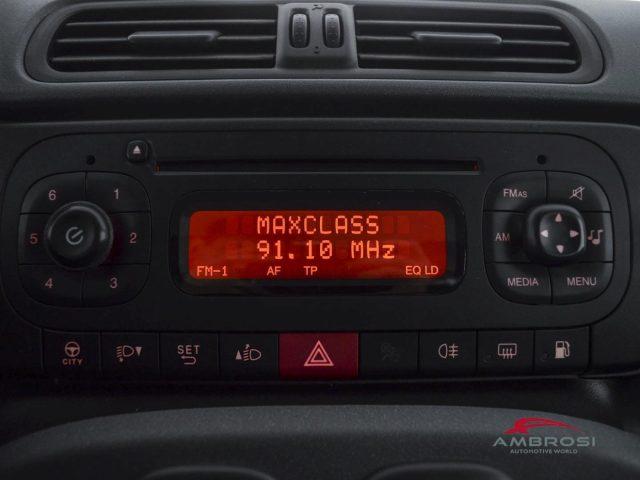 6 1
5 2
4 3
MAXCLASS
91.10 MHz
FM-1 AF TP EQ LD
FMAS
AM
MEDIA MENU
CITY
SET
AMBROSI
AUTOMOTIVE WORLD